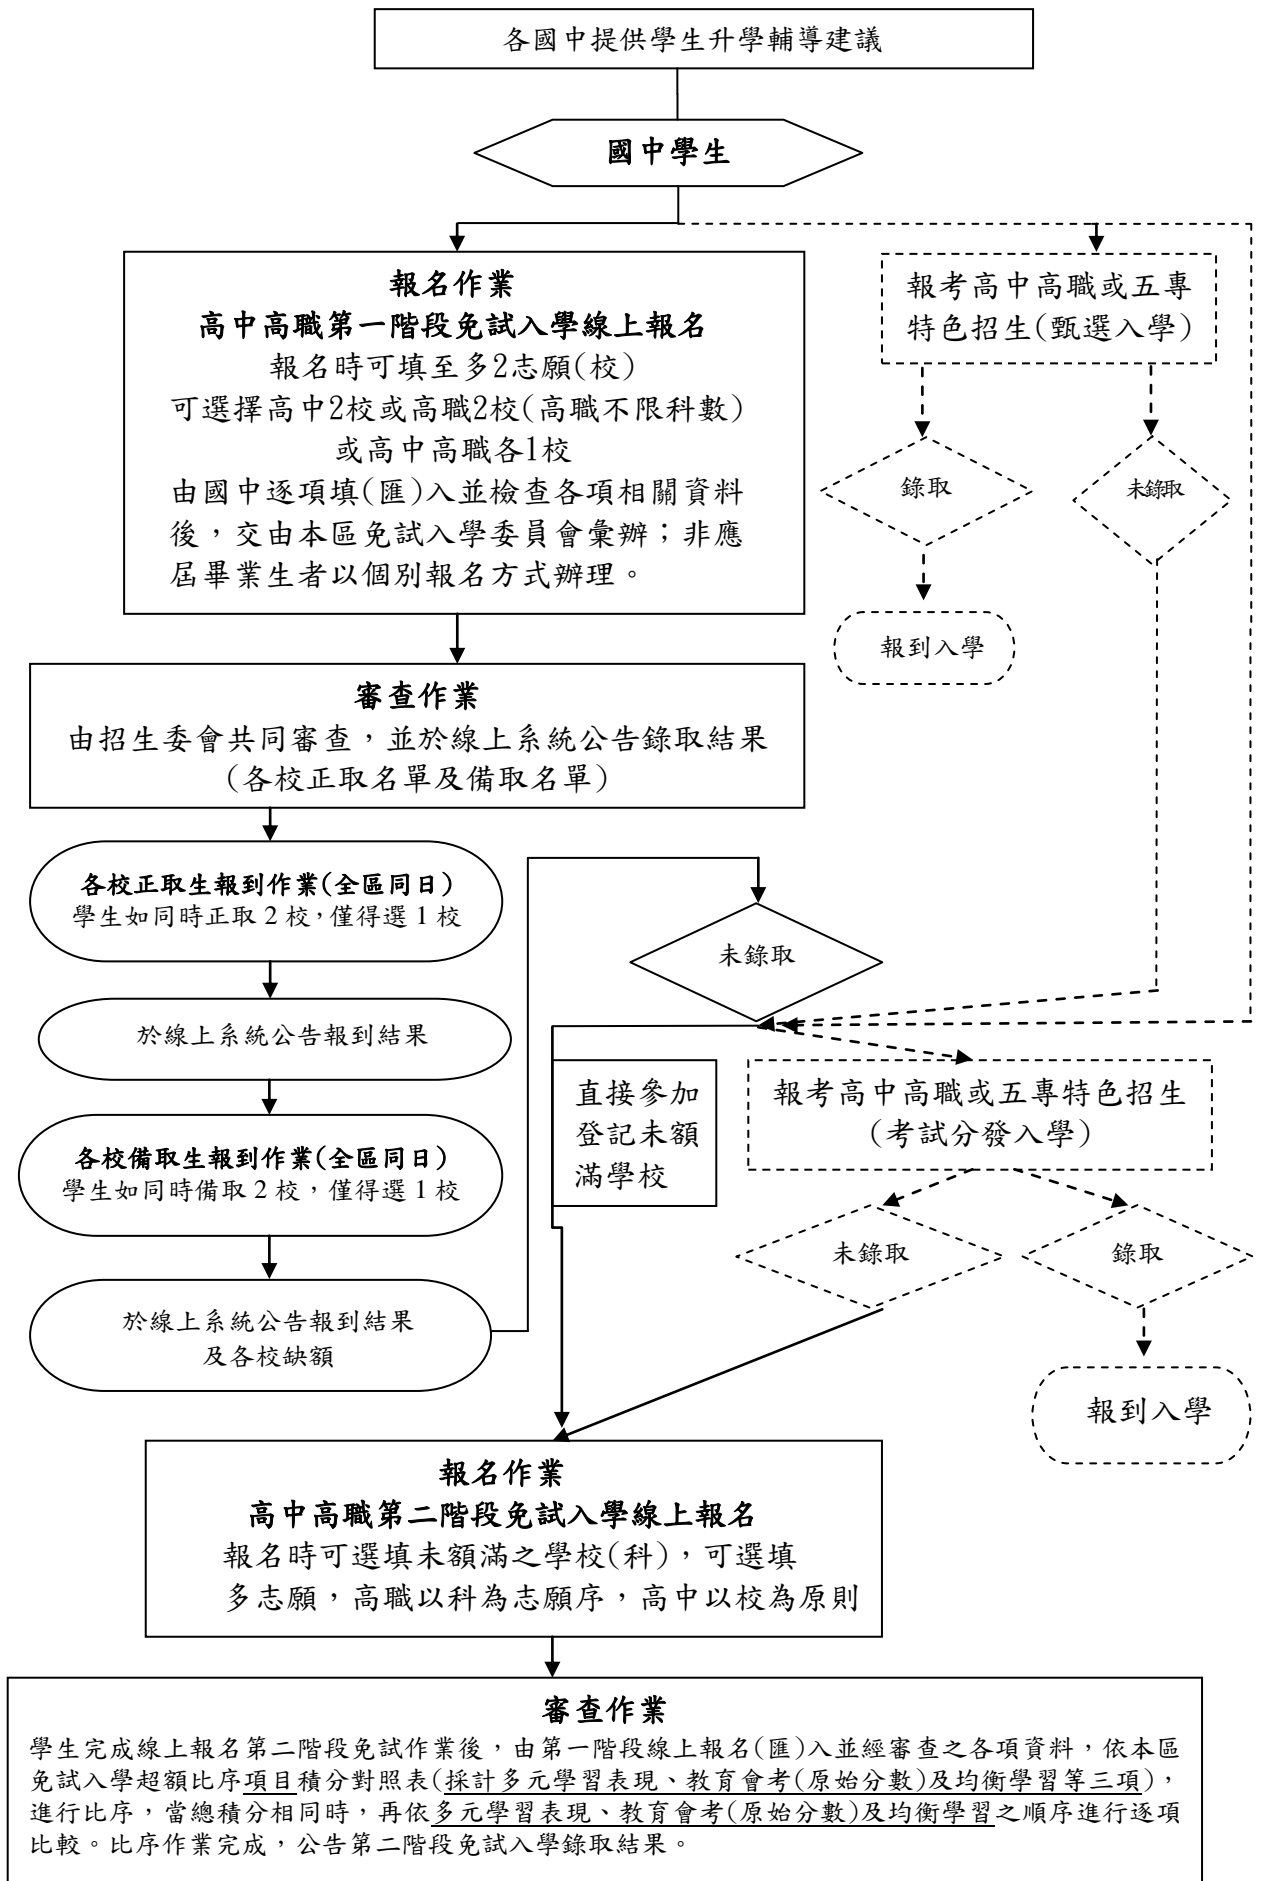 各國中提供學生升學輔導建議
國中學生
報名作業
高中高職第一階段免試入學線上報名
報名時可填至多2志願(校)
可選擇高中2校或高職2校(高職不限科數)
或高中高職各1校
由國中逐項填(匯)入並檢查各項相關資料
後，交由本區免試入學委員會彙辦；非應
屆畢業生者以個別報名方式辦理。
報考高中高職或五專
特色招生(甄選入學)
錄取
未錄取
報到入學
審查作業
由招生委會共同審查，並於線上系統公告錄取結果
(各校正取名單及備取名單)
各校正取生報到作業(全區同日)
學生如同時正取 2 校，僅得選 1 校
未錄取
於線上系統公告報到結果
直接參加
登記未額
滿學校
報考高中高職或五專特色招生
(考試分發入學)
各校備取生報到作業(全區同日)
學生如同時備取 2 校，僅得選 1 校
未錄取
錄取
於線上系統公告報到結果
及各校缺額
報到入學
報名作業
高中高職第二階段免試入學線上報名
報名時可選填未額滿之學校(科)，可選填
多志願，高職以科為志願序，高中以校為原則
審查作業
學生完成線上報名第二階段免試作業後，由第一階段線上報名(匯)入並經審查之各項資料，依本區
免試入學超額比序項目積分對照表(採計多元學習表現、教育會考(原始分數)及均衡學習等三項)，
進行比序，當總積分相同時，再依多元學習表現、教育會考(原始分數)及均衡學習之順序進行逐項
比較。比序作業完成，公告第二階段免試入學錄取結果。